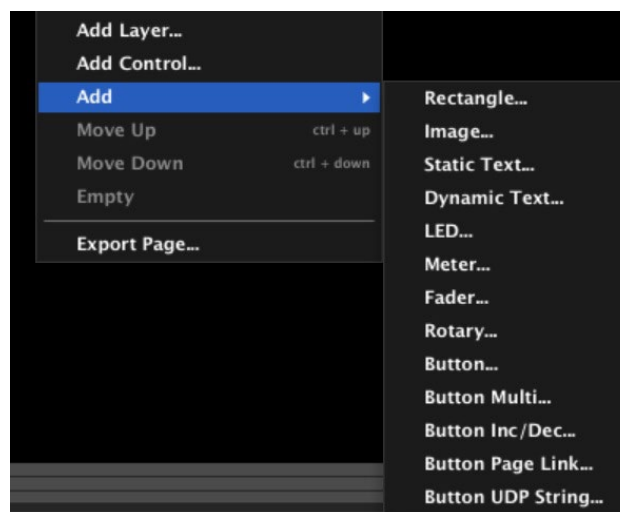 Add Layer...
Add Control...
Add
Move Up ctrl + up
Move Down ctrl + down
Empty
Export Page...
Rectangle...
Image...
Static Text...
Dynamic Text...
LED...
Meter...
Fader...
Rotary...
Button...
Button Multi...
Button Inc/Dec...
Button Page Link...
Button UDP String...